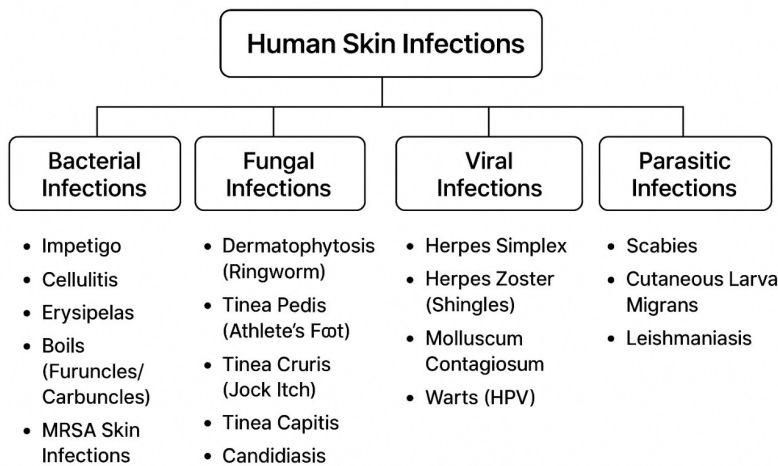 Human Skin Infections
Bacterial
Infections
Fungal
Infections
Viral
Infections
Parasitic
Infections
• Impetigo
• Cellulitis
• Erysipelas
• Boils
(Furuncles/
Carbuncles)
• MRSA Skin
Infections
• Dermatophytosis
(Ringworm)
• Tinea Pedis
(Athlete's Foot)
• Tinea Cruris
(Jock Itch)
• Tinea Capitis
• Candidiasis
• Herpes Simplex
• Herpes Zoster
(Shingles)
• Molluscum
Contagiosum
• Warts (HPV)
• Scabies
• Cutaneous Larva
Migrans
• Leishmaniasis